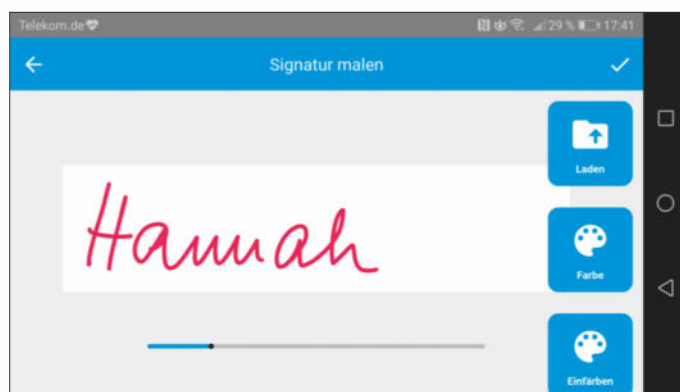 Telekom.de
29 % 17:41
Signatur malen
Laden
Hannah
Farbe
Einfärben